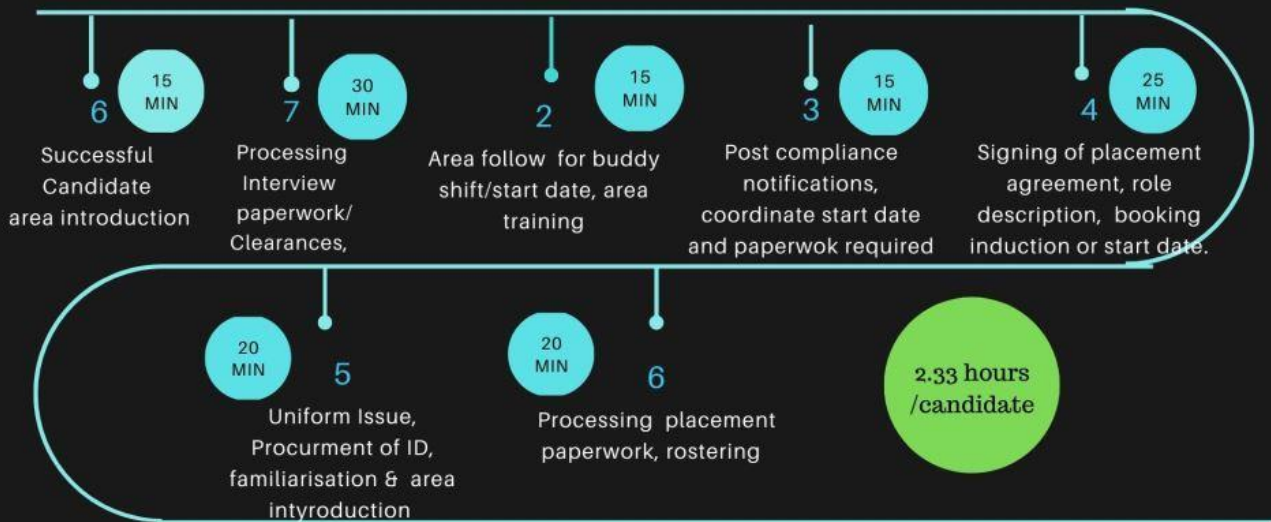 15
MIN
6
Successful
Candidate
area introduction
30
MIN
7
Processing
Interview
paperwork/
Clearances,
15
MIN
2
Area follow  for buddy
shift/start date, area
training
15
MIN
3
Post compliance
notifications,
coordinate start date
and paperwok required
25
MIN
4
Signing of placement
agreement, role
description,  booking
induction or start date.
20
MIN
5
Uniform Issue,
Procurment of ID,
familiarisation &  area
intyroduction
20
MIN
6
Processing  placement
paperwork, rostering
2.33 hours
/candidate